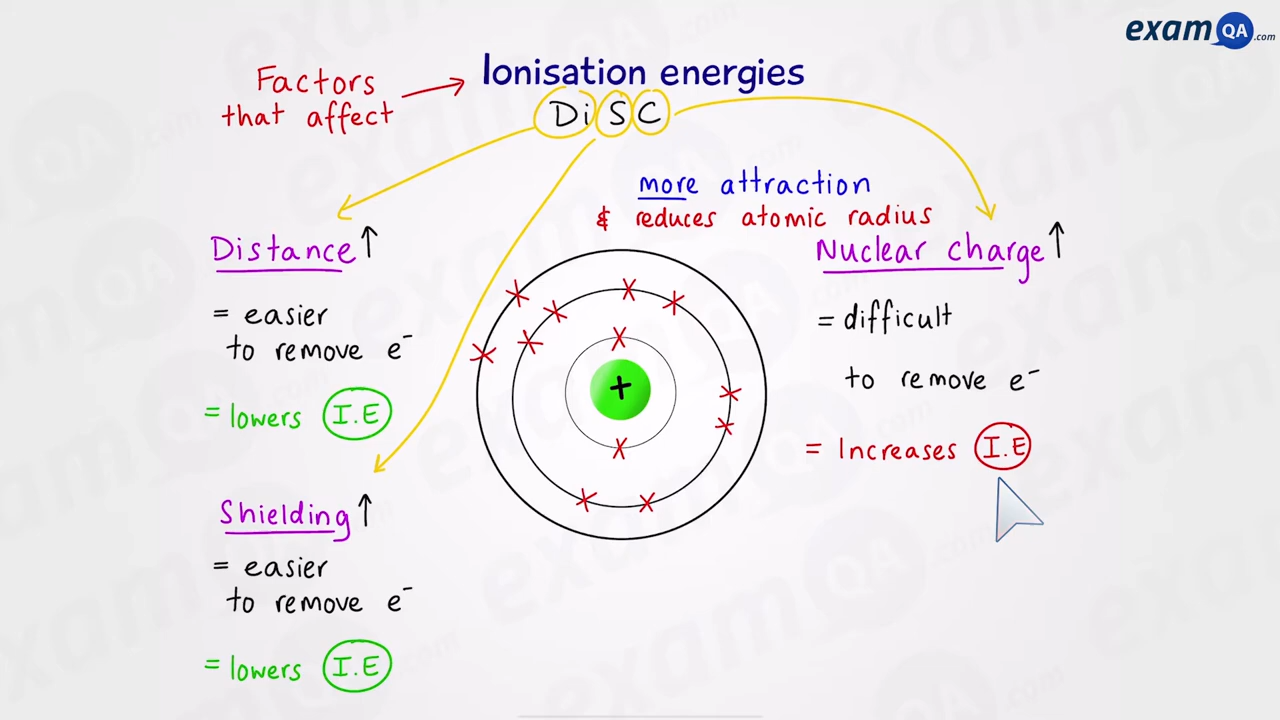 examQA.com
Factors
that affect
Ionisation energies
DiSC
more attraction
& reduces atomic radius
Distance ↑
= easier
to remove e⁻
= lowers I.E
Shielding ↑
= easier
to remove e⁻
= lowers I.E
+
Nuclear charge ↑
= difficult
to remove e⁻
= Increases I.E